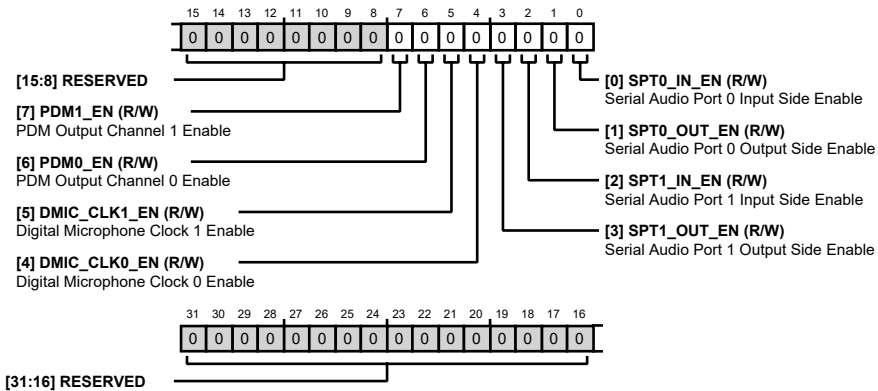 15 14 13 12 11 10 9 8 7 6 5 4 3 2 1 0
0 0 0 0 0 0 0 0 0 0 0 0 0 0 0 0
[15:8] RESERVED
[0] SPT0_IN_EN (R/W)
Serial Audio Port 0 Input Side Enable
[7] PDM1_EN (R/W)
PDM Output Channel 1 Enable
[1] SPT0_OUT_EN (R/W)
Serial Audio Port 0 Output Side Enable
[6] PDM0_EN (R/W)
PDM Output Channel 0 Enable
[2] SPT1_IN_EN (R/W)
Serial Audio Port 1 Input Side Enable
[5] DMIC_CLK1_EN (R/W)
Digital Microphone Clock 1 Enable
[3] SPT1_OUT_EN (R/W)
Serial Audio Port 1 Output Side Enable
[4] DMIC_CLK0_EN (R/W)
Digital Microphone Clock 0 Enable
31 30 29 28 27 26 25 24 23 22 21 20 19 18 17 16
0 0 0 0 0 0 0 0 0 0 0 0 0 0 0 0
[31:16] RESERVED